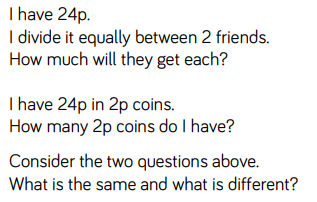 I have 24p.
I divide it equally between 2 friends.
How much will they get each?
I have 24p in 2p coins.
How many 2p coins do I have?
Consider the two questions above.
What is the same and what is different?